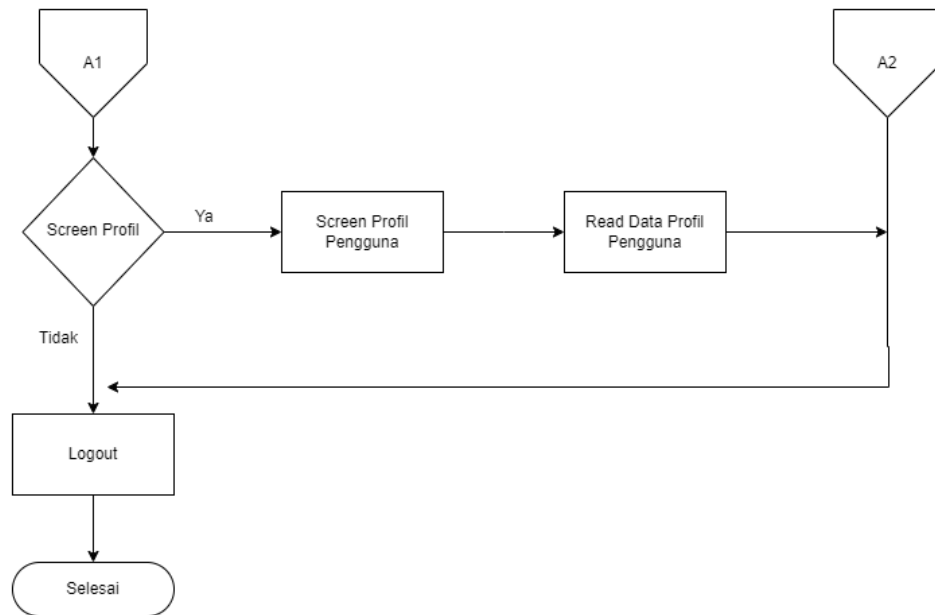 A1
A2
Screen Profil
Ya
Screen Profil
Pengguna
Read Data Profil
Pengguna
Tidak
Logout
Selesai